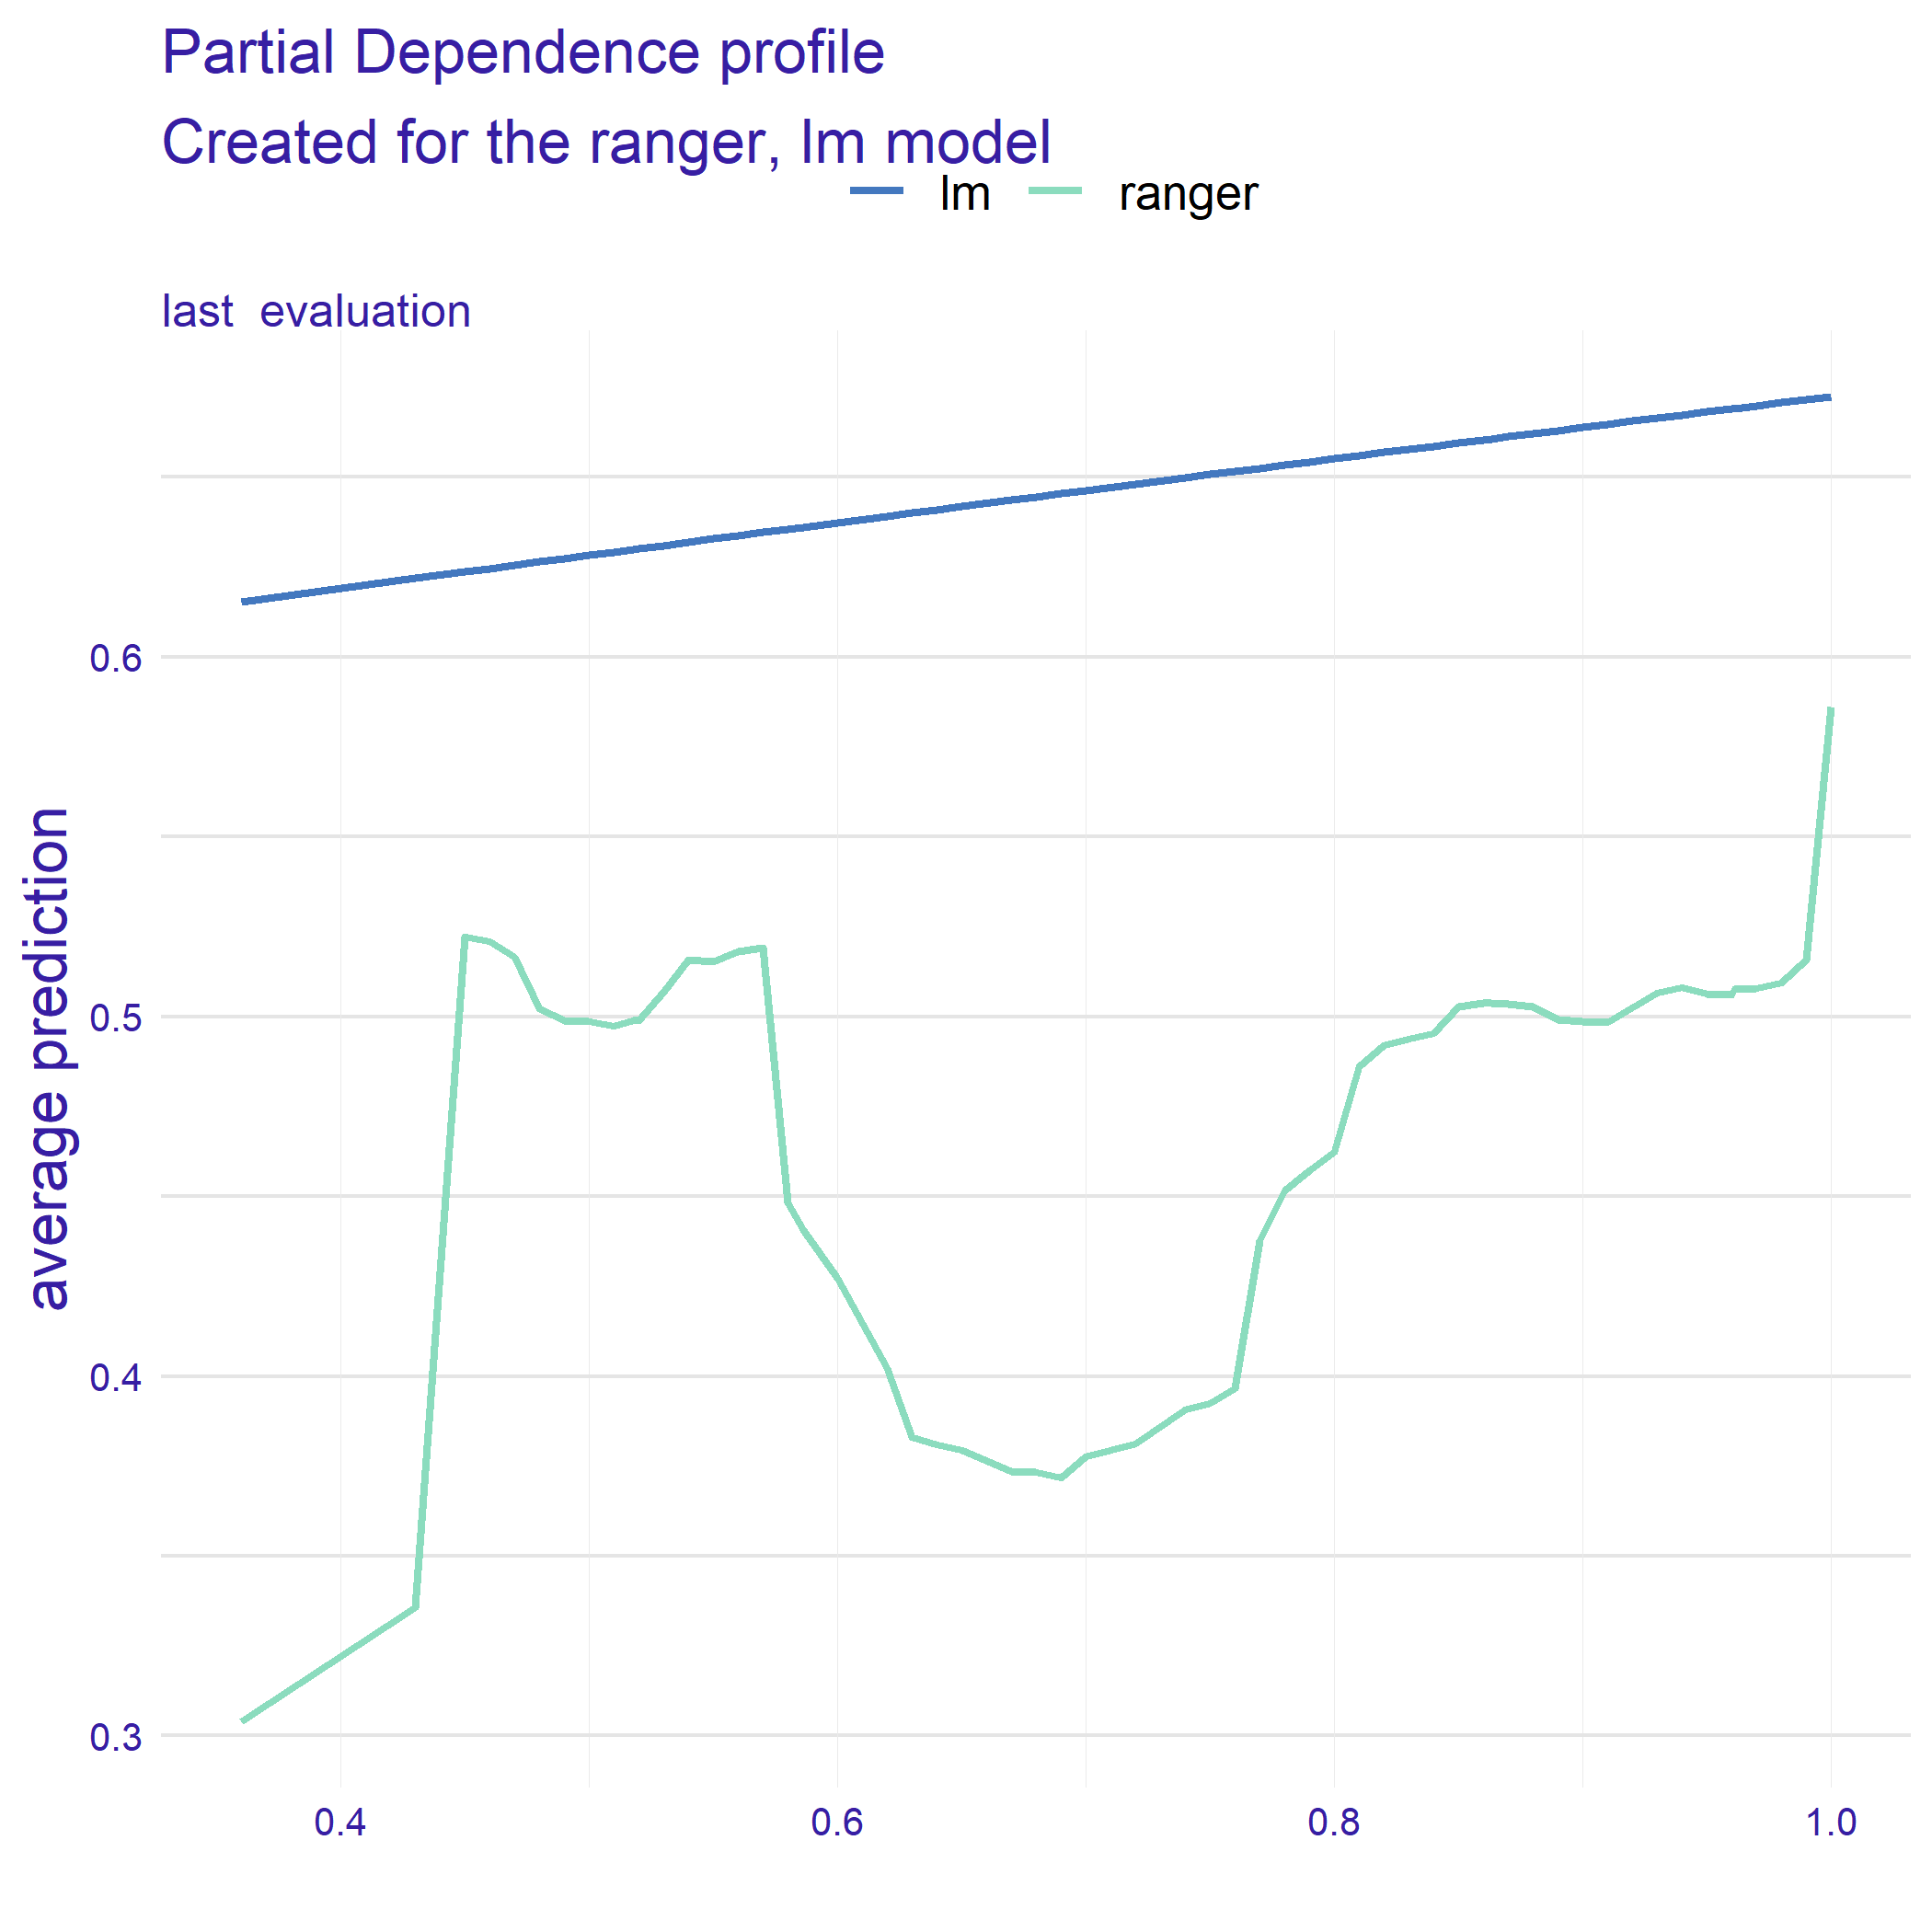 Partial Dependence profile
Created for the ranger, lm model
lm ranger
last  evaluation
average prediction
0.6
0.5
0.4
0.3
0.4 0.6 0.8 1.0